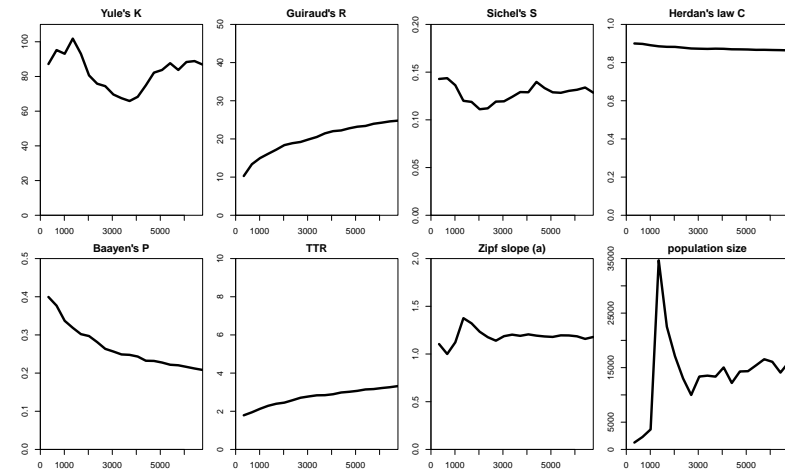 Yule's K
Guiraud's R
Sichel's S
Herdan's law C
0 20 40 60 80 100
0 10 20 30 40 50
0.00 0.05 0.10 0.15 0.20
0.0 0.2 0.4 0.6 0.8 1.0
0 1000 3000 5000
0 1000 3000 5000
0 1000 3000 5000
0 1000 3000 5000
Baayen's P
TTR
Zipf slope (a)
population size
0.0 0.1 0.2 0.3 0.4 0.5
0 2 4 6 8 10
0.0 0.5 1.0 1.5 2.0
0 5000 15000 25000 35000
0 1000 3000 5000
0 1000 3000 5000
0 1000 3000 5000
0 1000 3000 5000